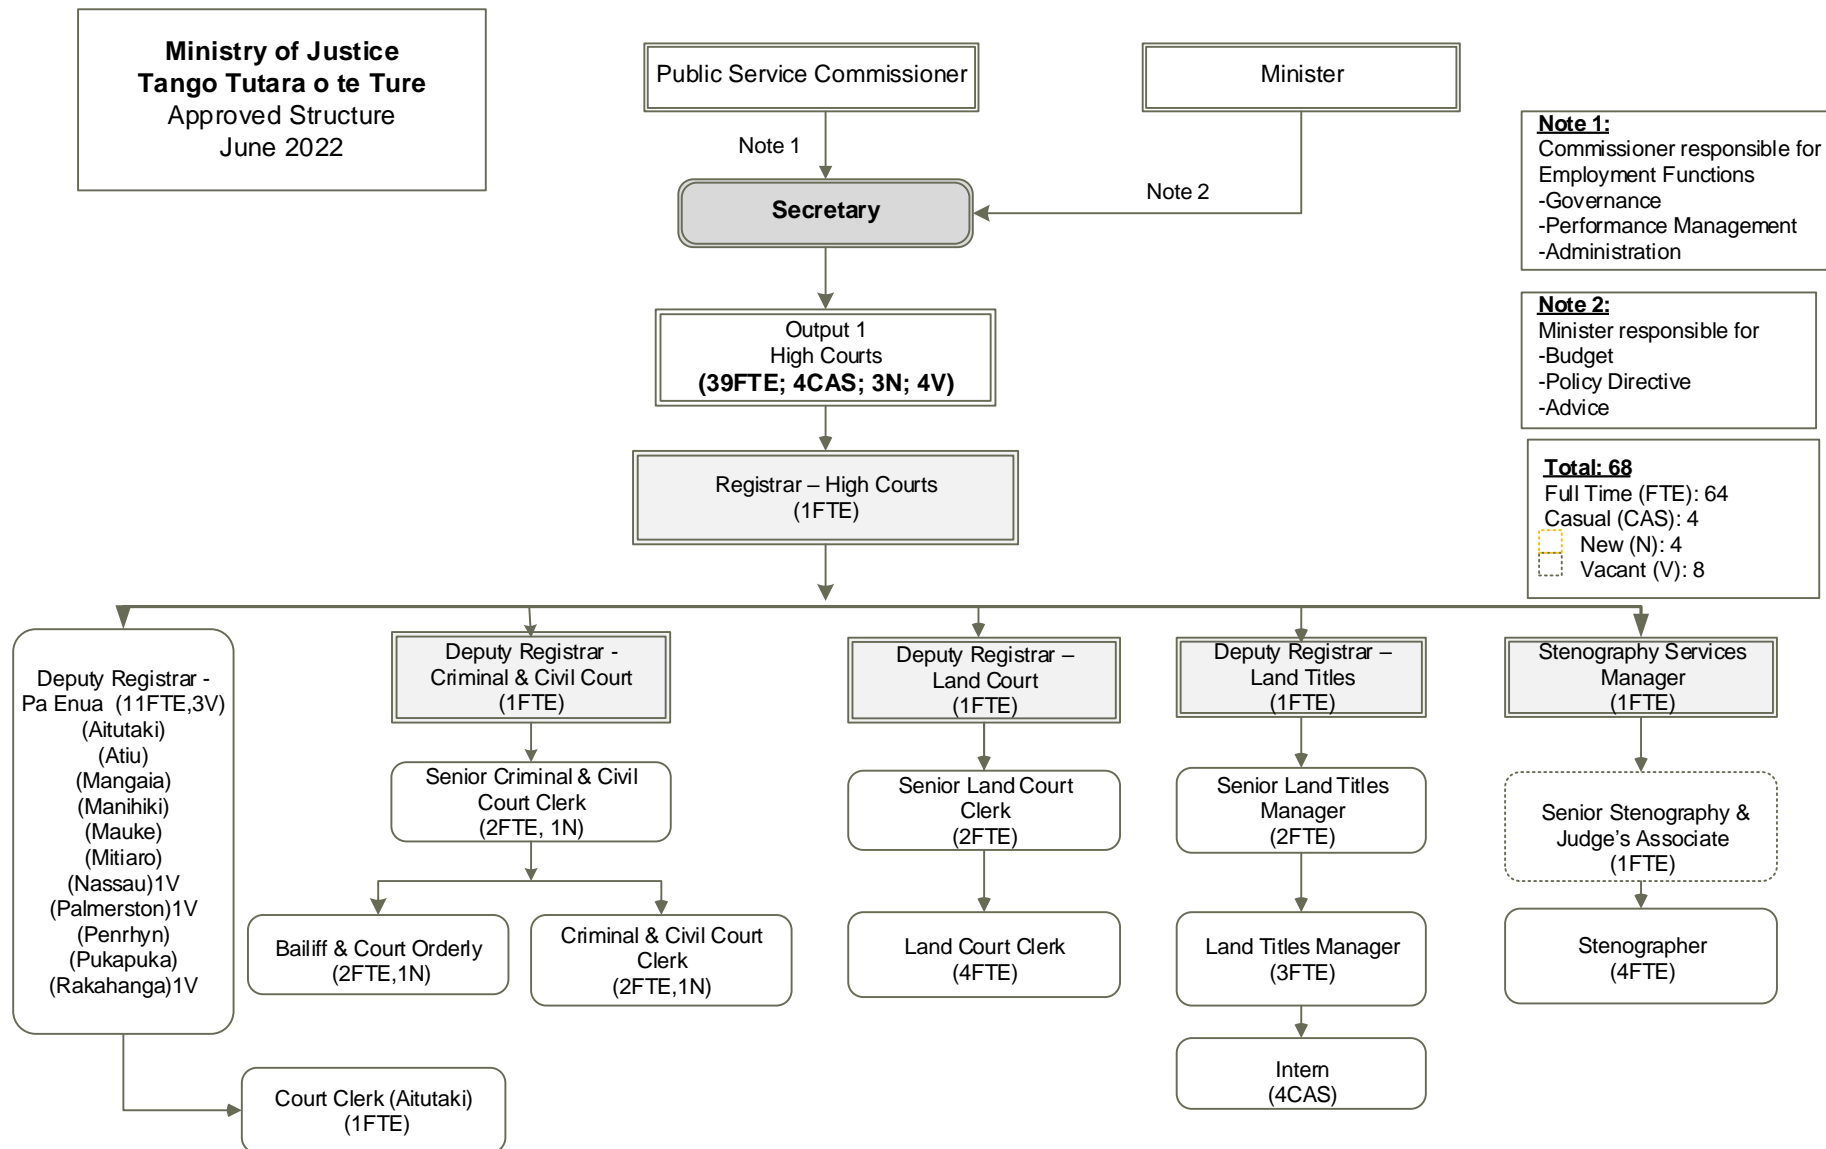 Ministry of Justice
Tango Tutara o te Ture
Approved Structure
June 2022
Public Service Commissioner
Minister
Note 1
Note 2
Secretary
Note 1:
Commissioner responsible for
Employment Functions
-Governance
-Performance Management
-Administration
Note 2:
Minister responsible for
-Budget
-Policy Directive
-Advice
Output 1
High Courts
(39FTE; 4CAS; 3N; 4V)
Total: 68
Full Time (FTE): 64
Casual (CAS): 4
New (N): 4
Vacant (V): 8
Registrar – High Courts
(1FTE)
Deputy Registrar -
Pa Enua (11FTE,3V)
(Aitutaki)
(Atiu)
(Mangaia)
(Manihiki)
(Mauke)
(Mitiaro)
(Nassau)1V
(Palmerston)1V
(Penrhyn)
(Pukapuka)
(Rakahanga)1V
Court Clerk (Aitutaki)
(1FTE)
Deputy Registrar -
Criminal & Civil Court
(1FTE)
Senior Criminal & Civil
Court Clerk
(2FTE, 1N)
Bailiff & Court Orderly
(2FTE,1N)
Criminal & Civil Court
Clerk
(2FTE,1N)
Deputy Registrar –
Land Court
(1FTE)
Senior Land Court
Clerk
(2FTE)
Land Court Clerk
(4FTE)
Deputy Registrar –
Land Titles
(1FTE)
Senior Land Titles
Manager
(2FTE)
Land Titles Manager
(3FTE)
Intern
(4CAS)
Stenography Services
Manager
(1FTE)
Senior Stenography &
Judge's Associate
(1FTE)
Stenographer
(4FTE)